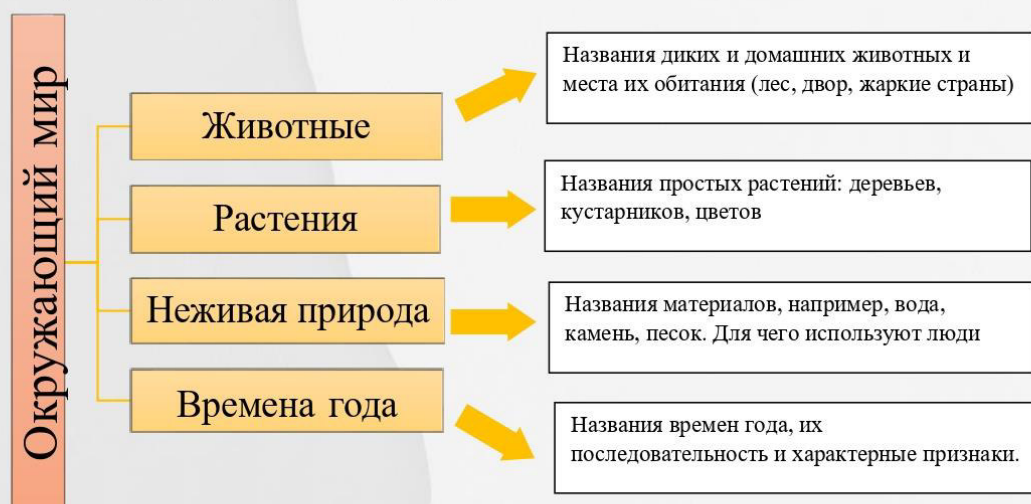 Окружающий мир
Животные
Названия диких и домашних животных и
места их обитания (лес, двор, жаркие страны)
Растения
Названия простых растений: деревьев,
кустарников, цветов
Неживая природа
Названия материалов, например, вода,
камень, песок. Для чего используют люди
Времена года
Названия времен года, их
последовательность и характерные признаки.